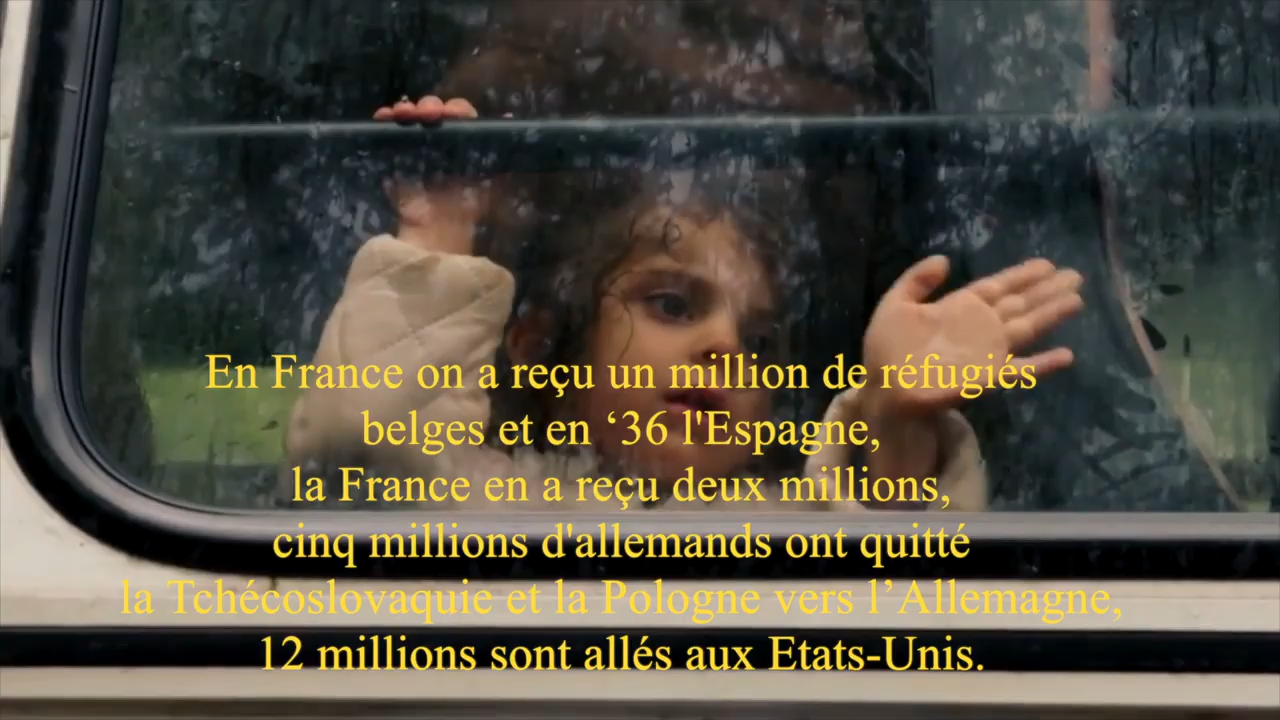 En France on a reçu un million de réfugiés
belges et en ‘36 l'Espagne,
la France en a reçu deux millions,
cinq millions d'allemands ont quitté
la Tchécoslovaquie et la Pologne vers l’Allemagne,
12 millions sont allés aux Etats-Unis.